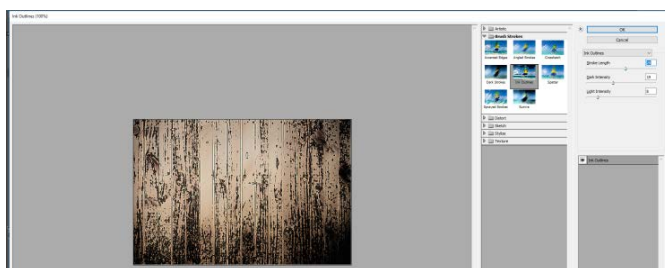 Ink Outlines (100%)
Artistic
Brush Strokes
Accented Edges
Angled Strokes
Crosshatch
Dark Strokes
Ink Outlines
Spatter
Sprayed Strokes
Sumi-e
Distort
Sketch
Stylize
Texture
OK
Cancel
Ink Outlines
Stroke Length
Dark Intensity
Light Intensity
Ink Outlines